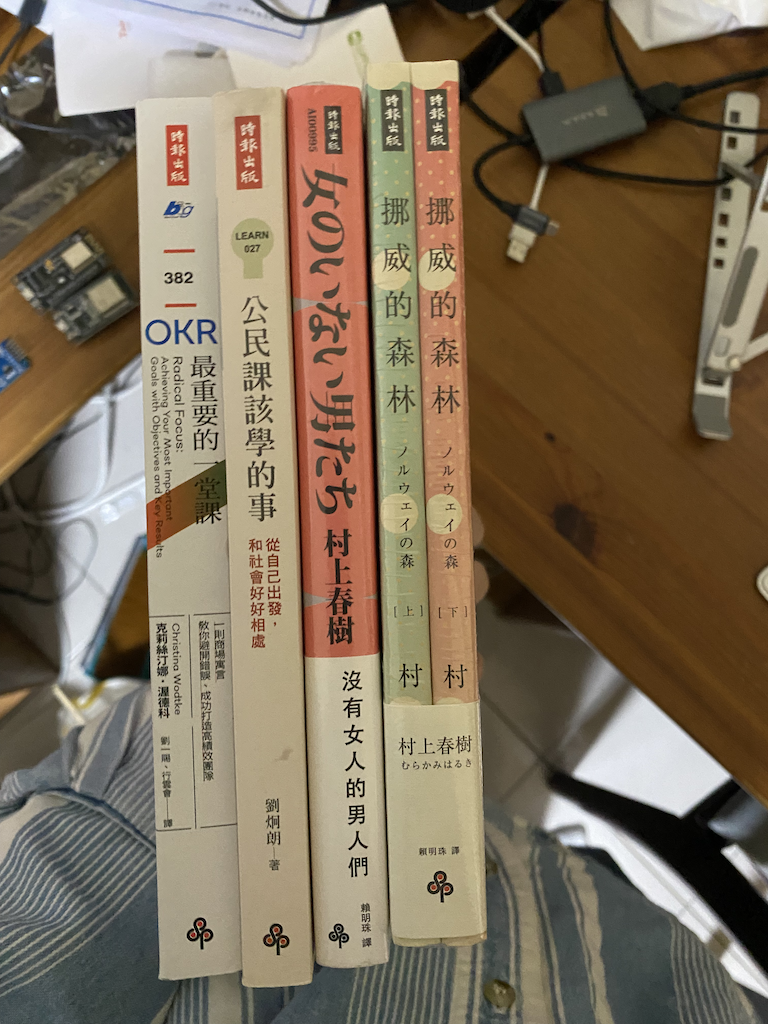 時報出版
big
382
OKR
最重要的一堂課
Radical Focus:
Achieving Your Most Important
Goals with Objectives and Key Results
一則商場寓言
教你避開錯誤、成功打造高績效團隊
Christina Wodtke
克莉絲汀娜・渥德科
劉一賜、行雲會—譯
時報出版
LEARN
027
公民課該學的事
從自己出發，
和社會好好相處
劉炯朗—著
時報出版
AI00995
女のいない男たち
村上春樹
沒有女人的男人們
賴明珠 譯
時報出版
挪威的森林
ノルウェイの森
[上]
村
時報出版
挪威的森林
ノルウェイの森
[下]
村
村上春樹
むらかみはるき
賴明珠 譯